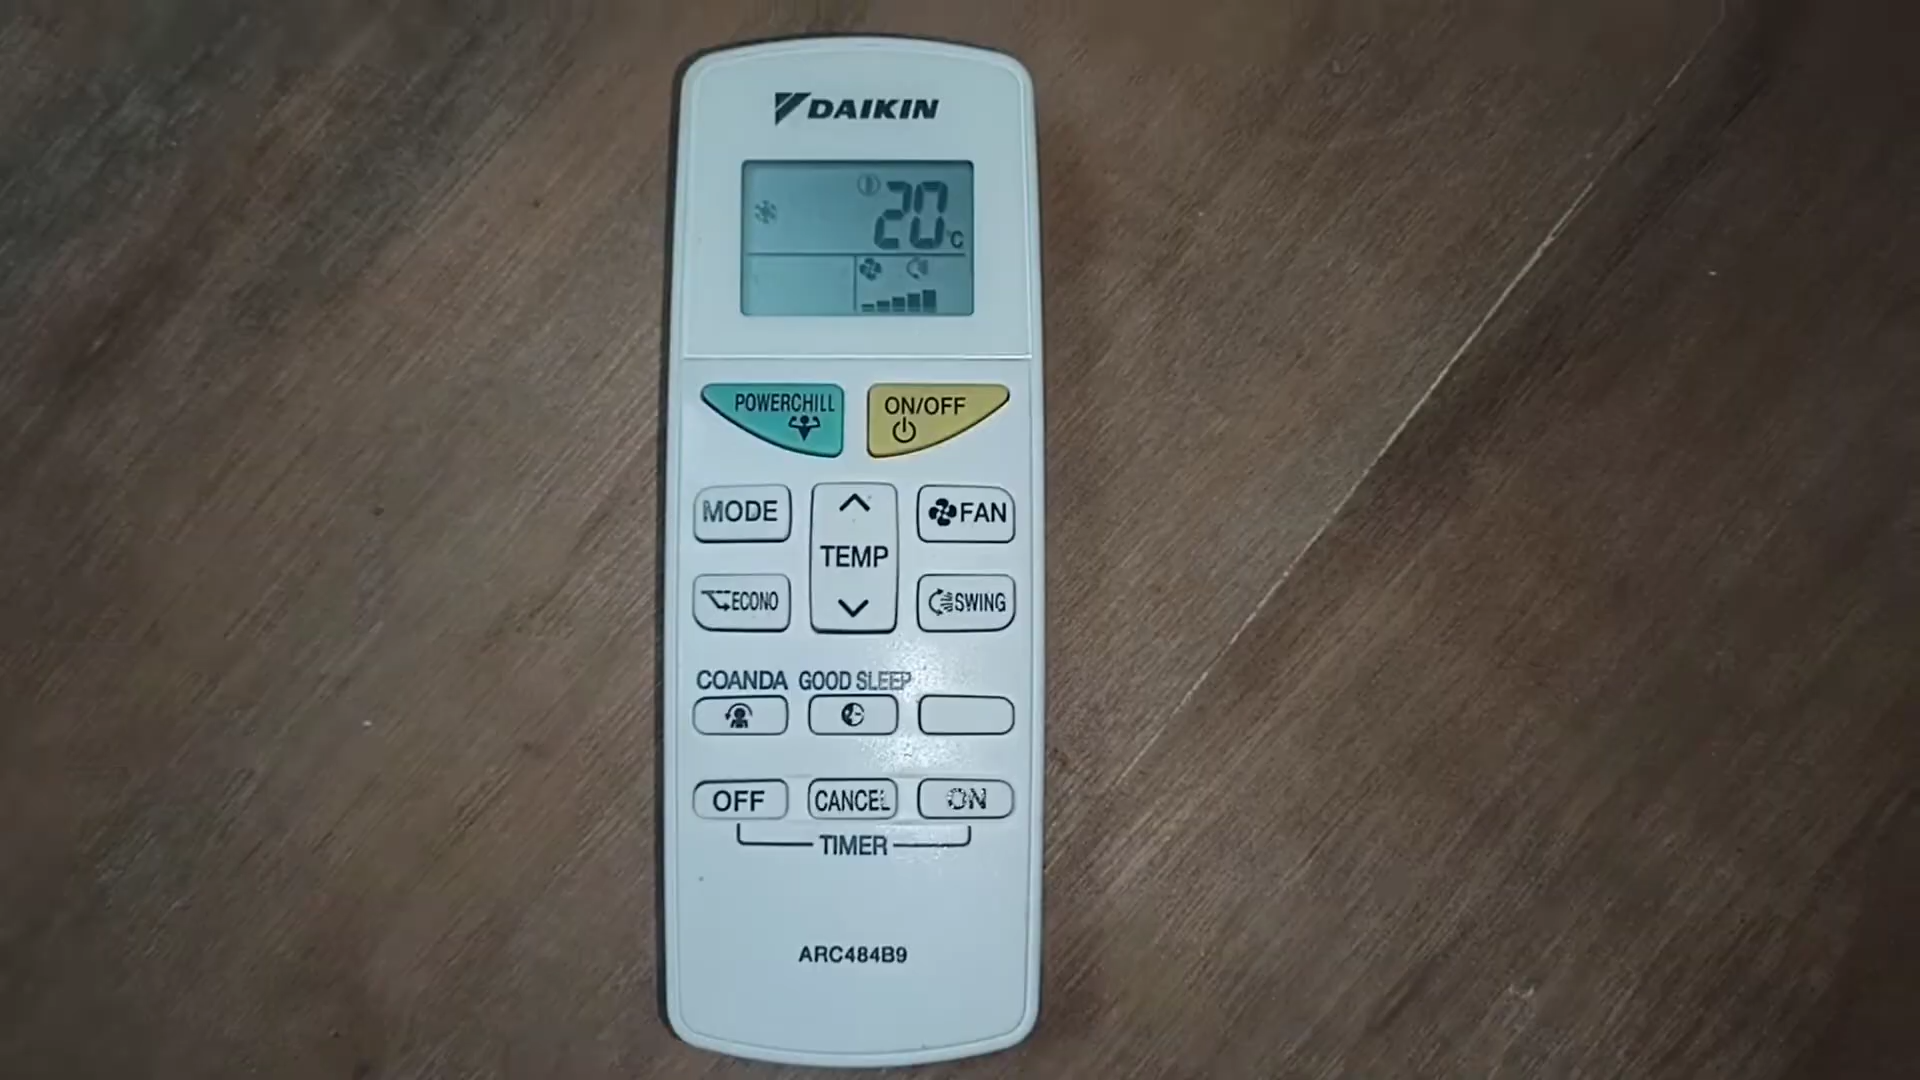 DAIKIN
20°C
POWERCHILL
ON/OFF
MODE
TEMP
FAN
ECONO
SWING
COANDA
GOOD SLEEP
OFF
CANCEL
ON
TIMER
ARC484B9